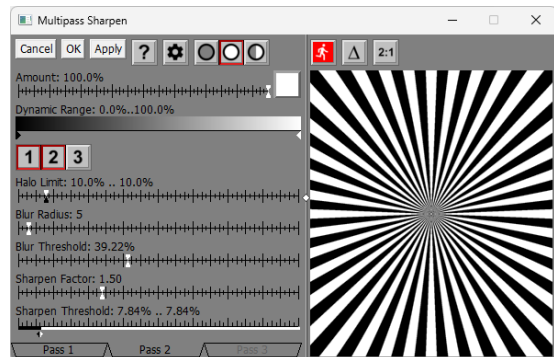 Multipass Sharpen
Cancel OK Apply ? 2:1
Amount: 100.0%
Dynamic Range: 0.0%..100.0%
1 2 3
Halo Limit: 10.0% .. 10.0%
Blur Radius: 5
Blur Threshold: 39.22%
Sharpen Factor: 1.50
Sharpen Threshold: 7.84% .. 7.84%
Pass 1 Pass 2 Pass 3